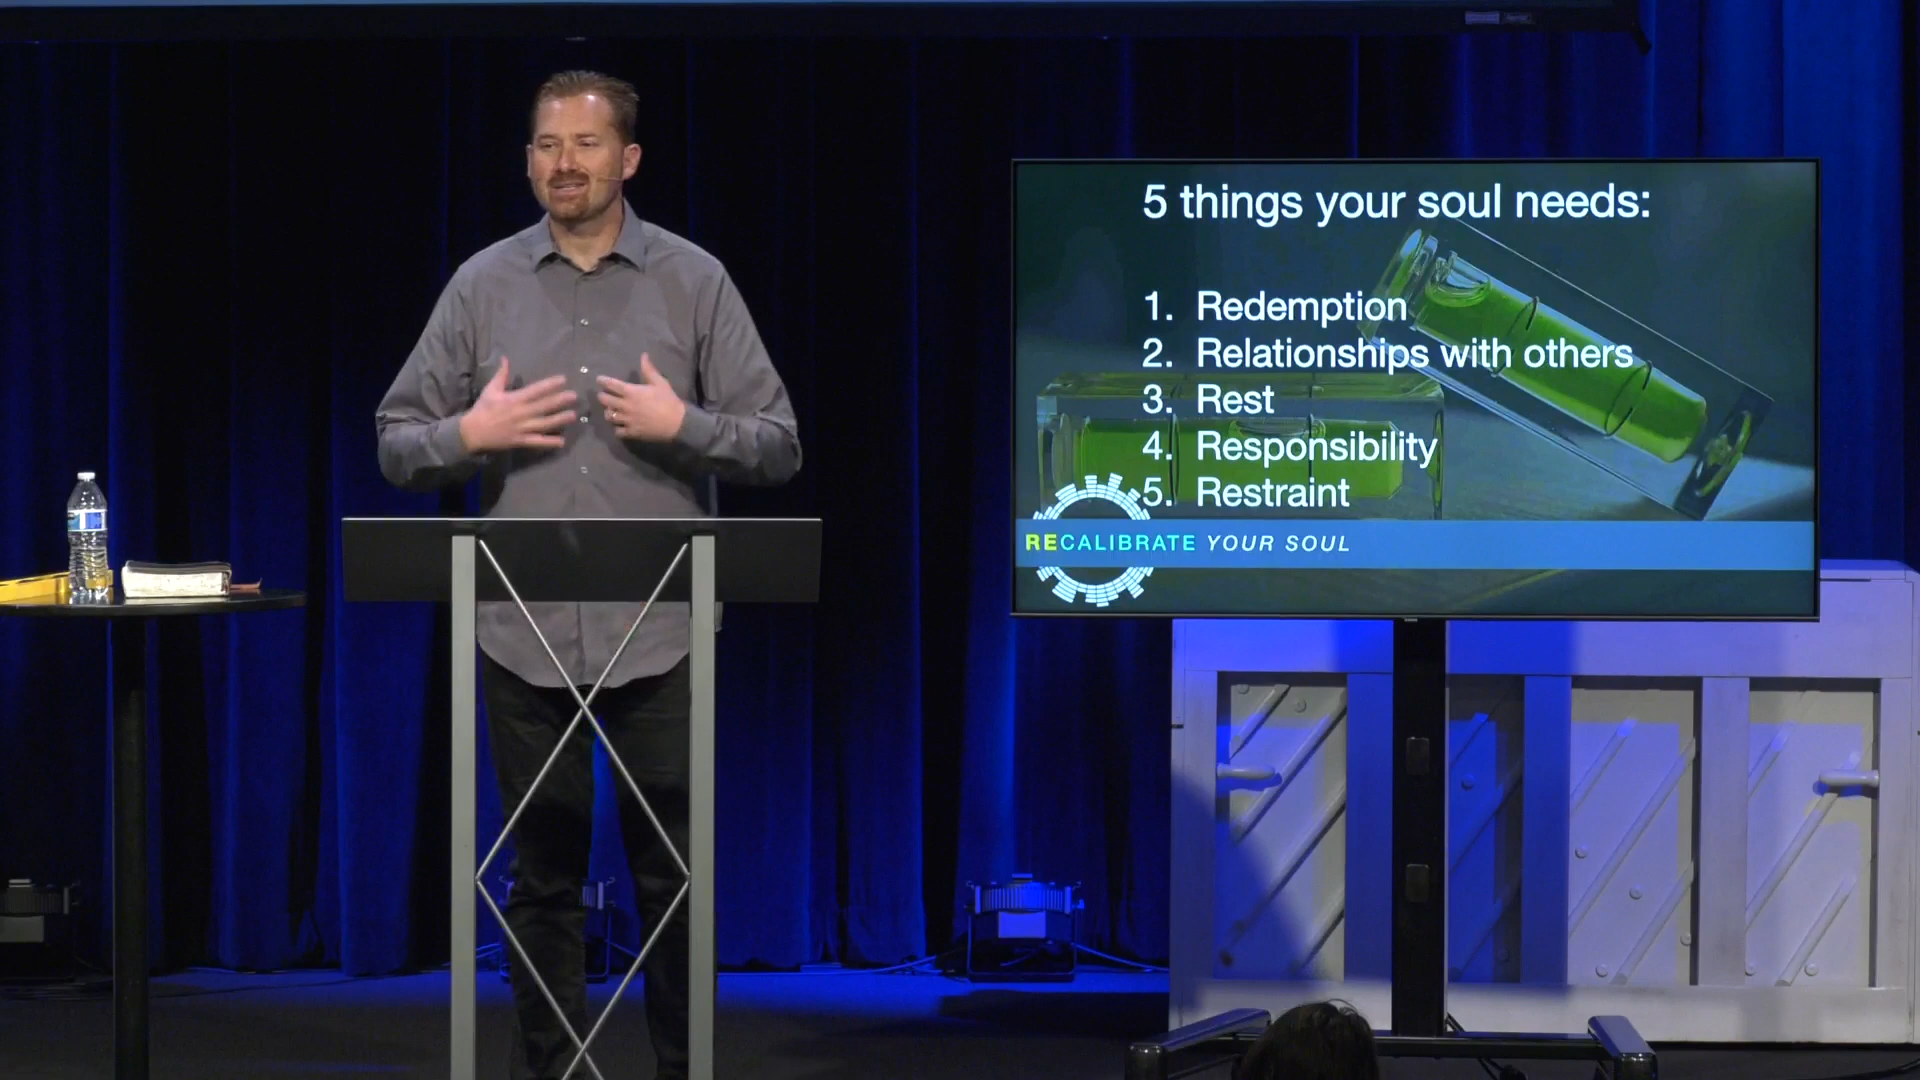 5 things your soul needs:
1. Redemption
2. Relationships with others
3. Rest
4. Responsibility
5. Restraint
RECALIBRATE YOUR SOUL